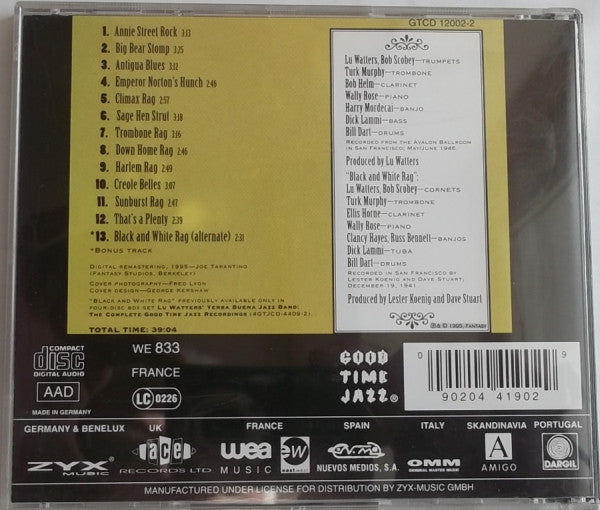 GTCD 12002-2
1. Annie Street Rock 3:13
2. Big Bear Stomp 3:25
3. Antigua Blues 3:12
4. Emperor Norton's Hunch 2:46
5. Climax Rag 2:57
6. Sage Hen Strut 3:18
7. Trombone Rag 3:16
8. Down Home Rag 2:46
9. Harlem Rag 2:49
10. Creole Belles 3:07
11. Sunburst Rag 2:47
12. That's a Plenty 2:39
*13. Black and White Rag (alternate) 2:31
*BONUS TRACK
DIGITAL REMASTERING, 1995—JOE TARANTINO
(FANTASY STUDIOS, BERKELEY)
COVER PHOTOGRAPHY—FRED LYON
COVER DESIGN—GEORGE KERSHAW
"BLACK AND WHITE RAG" PREVIOUSLY AVAILABLE ONLY IN
FOUR-DISC BOX SET LU WATTERS' YERBA BUENA JAZZ BAND:
THE COMPLETE GOOD TIME JAZZ RECORDINGS (4GTJCD-4409-2).
TOTAL TIME: 39:04
Lu Watters, Bob Scobey—TRUMPETS
Turk Murphy—TROMBONE
Bob Helm—CLARINET
Wally Rose—PIANO
Harry Mordecai—BANJO
Dick Lammi—BASS
Bill Dart—DRUMS
RECORDED FROM THE AVALON BALLROOM
IN SAN FRANCISCO; MAY/JUNE 1946.
Produced by Lu Watters
"Black and White Rag":
Lu Watters, Bob Scobey—CORNETS
Turk Murphy—TROMBONE
Ellis Horne—CLARINET
Wally Rose—PIANO
Clancy Hayes, Russ Bennett—BANJOS
Dick Lammi—TUBA
Bill Dart—DRUMS
RECORDED IN SAN FRANCISCO BY
LESTER KOENIG AND DAVE STUART,
DECEMBER 19, 1941.
Produced by Lester Koenig and Dave Stuart
℗& © 1995, FANTASY
COMPACT
disc
DIGITAL AUDIO
AAD
MADE IN GERMANY
WE 833
FRANCE
LC 0226
GOOD
TIME
JAZZ®
0 90204 41902 9
GERMANY & BENELUX UK FRANCE SPAIN ITALY SKANDINAVIA PORTUGAL
ZYX
MUSIC
ace
RECORDS LTD
wea
MUSIC
ew
NUEVOS MEDIOS, S.A.
OMM
A
AMIGO
DARGIL
MANUFACTURED UNDER LICENSE FOR DISTRIBUTION BY ZYX-MUSIC GMBH